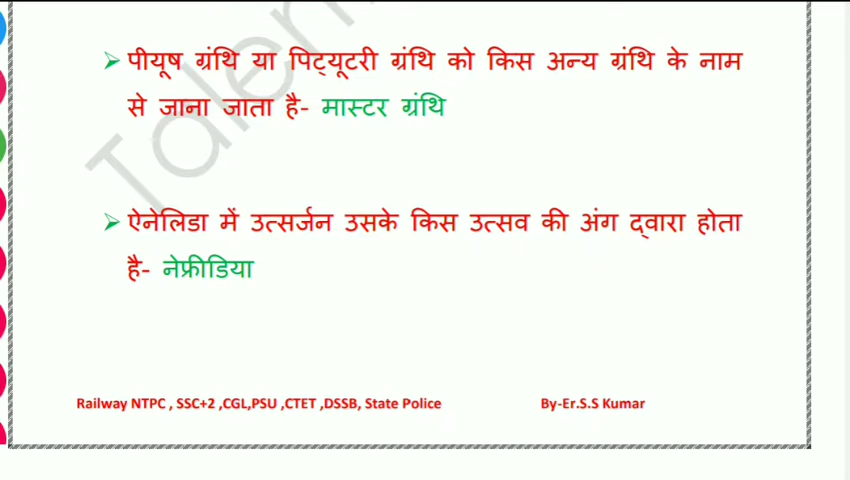 ➢ पीयूष ग्रंथि या पिट्यूटरी ग्रंथि को किस अन्य ग्रंथि के नाम
से जाना जाता है- मास्टर ग्रंथि
➢ ऐनेलिडा में उत्सर्जन उसके किस उत्सव की अंग द्वारा होता
है- नेफ्रीडिया
Railway NTPC , SSC+2 ,CGL,PSU ,CTET ,DSSB, State Police By-Er.S.S Kumar